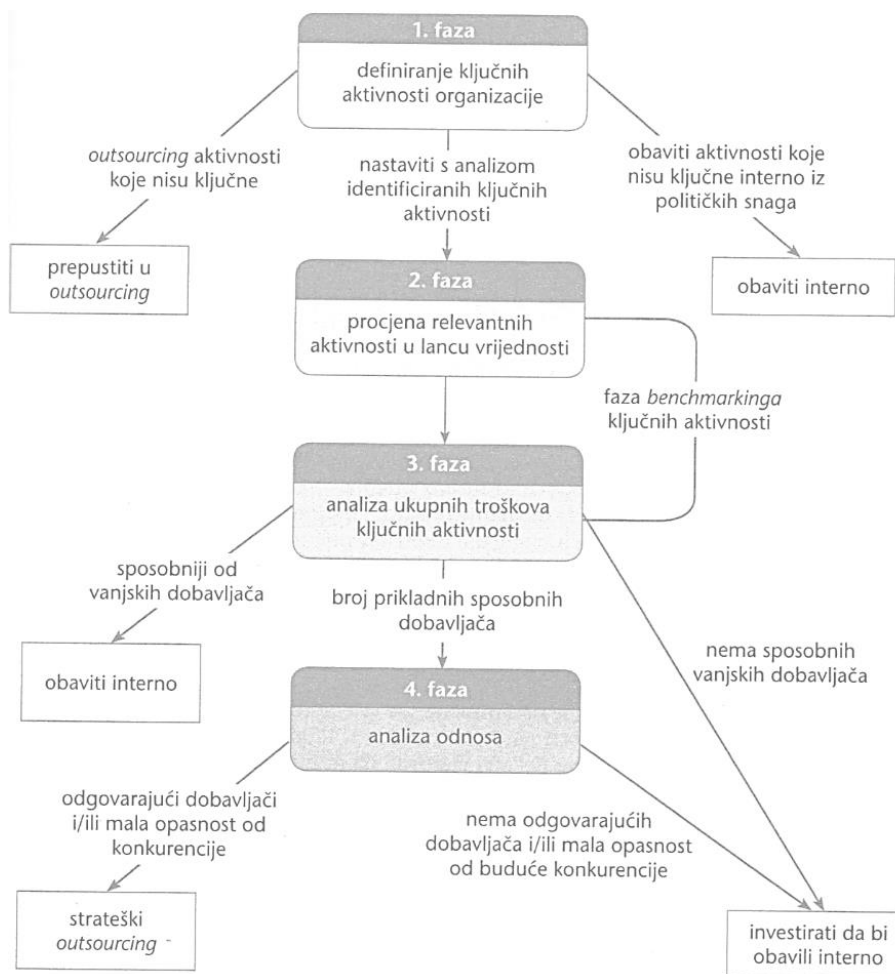 1. faza
definiranje ključnih
aktivnosti organizacije
outsourcing aktivnosti
koje nisu ključne
nastaviti s analizom
identificiranih ključnih
aktivnosti
obaviti aktivnosti koje
nisu ključne interno iz
političkih snaga
prepustiti u
outsourcing
obaviti interno
2. faza
procjena relevantnih
aktivnosti u lancu vrijednosti
faza benchmarkinga
ključnih aktivnosti
3. faza
analiza ukupnih troškova
ključnih aktivnosti
sposobniji od
vanjskih dobavljača
broj prikladnih sposobnih
dobavljača
nema sposobnih
vanjskih dobavljača
obaviti interno
4. faza
analiza odnosa
odgovarajući dobavljači
i/ili mala opasnost od
konkurencije
nema odgovarajućih
dobavljača i/ili mala opasnost
od buduće konkurencije
strateški
outsourcing
investirati da bi
obavili interno